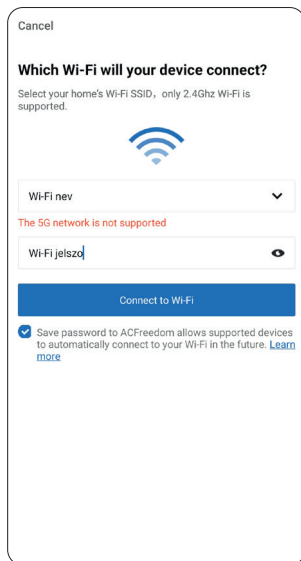 Cancel
Which Wi-Fi will your device connect?
Select your home's Wi-Fi SSID, only 2.4Ghz Wi-Fi is
supported.
Wi-Fi nev
The 5G network is not supported
Wi-Fi jelszo
Connect to Wi-Fi
Save password to ACFreedom allows supported devices
to automatically connect to your Wi-Fi in the future. Learn
more